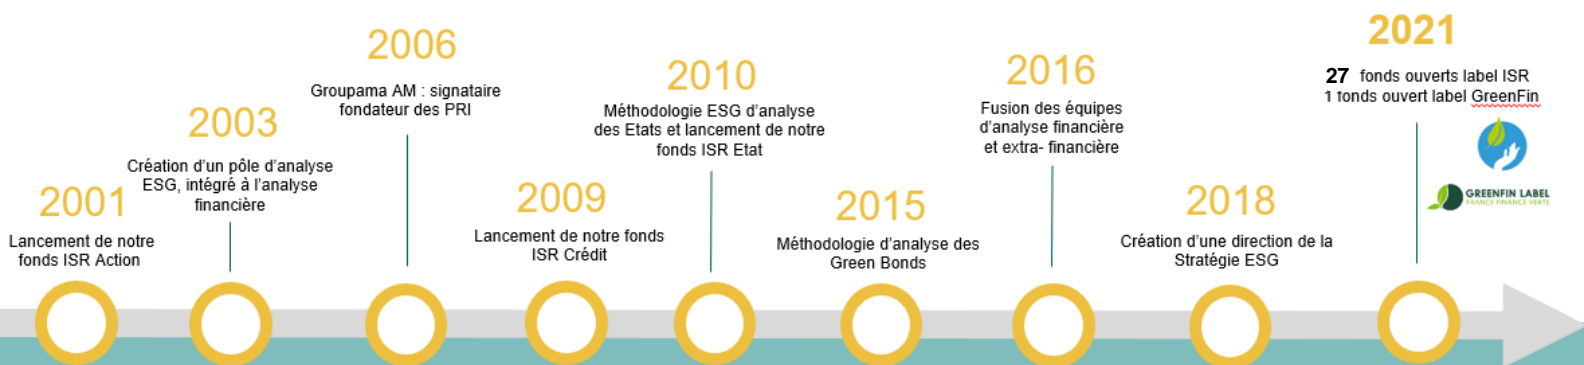 2001
Lancement de notre
fonds ISR Action
2003
Création d'un pôle d'analyse
ESG, intégré à l'analyse
financière
2006
Groupama AM : signataire
fondateur des PRI
2009
Lancement de notre fonds
ISR Crédit
2010
Méthodologie ESG d'analyse
des Etats et lancement de notre
fonds ISR Etat
2015
Méthodologie d'analyse des
Green Bonds
2016
Fusion des équipes
d'analyse financière
et extra- financière
2018
Création d'une direction de la
Stratégie ESG
2021
27 fonds ouverts label ISR
1 fonds ouvert label GreenFin
GREENFIN LABEL
FRANCE FINANCE VERTE